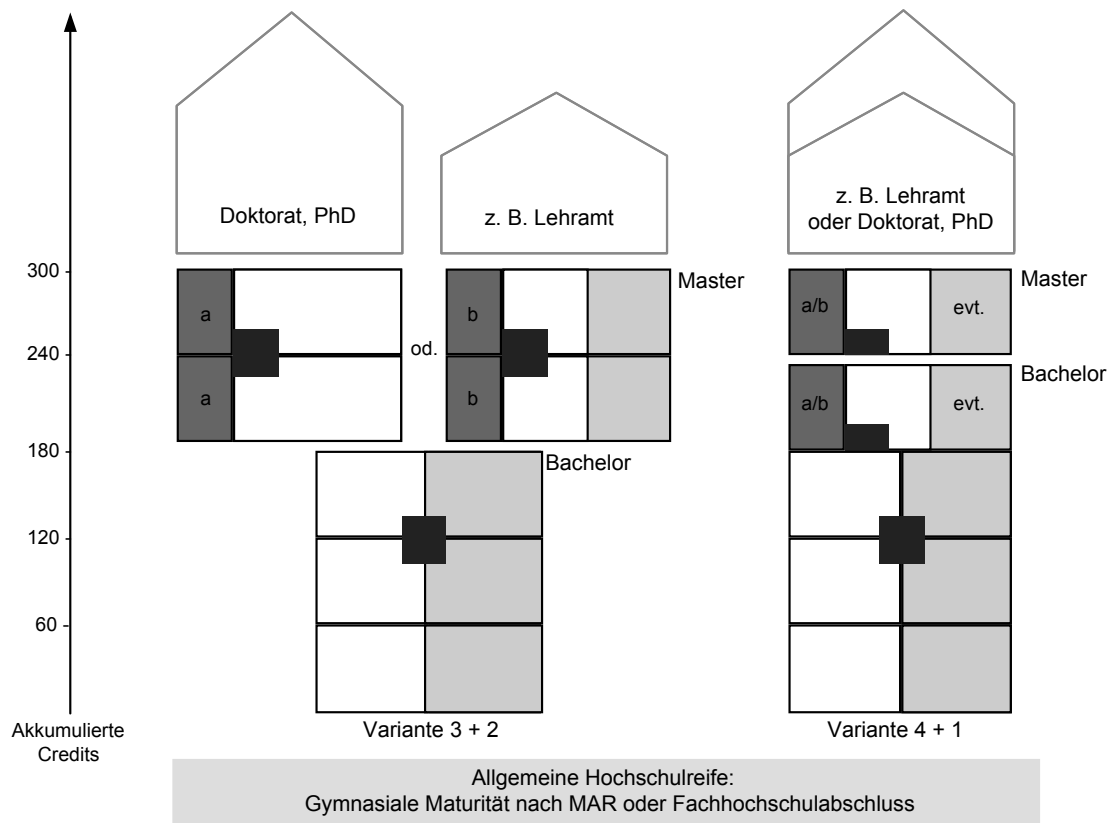 Doktorat, PhD
z. B. Lehramt
z. B. Lehramt
oder Doktorat, PhD
300
a
b
Master
a/b
evt.
Master
od.
240
a
b
a/b
evt.
Bachelor
180
Bachelor
120
60
Akkumulierte
Credits
Variante 3 + 2
Variante 4 + 1
Allgemeine Hochschulreife:
Gymnasiale Maturität nach MAR oder Fachhochschulabschluss